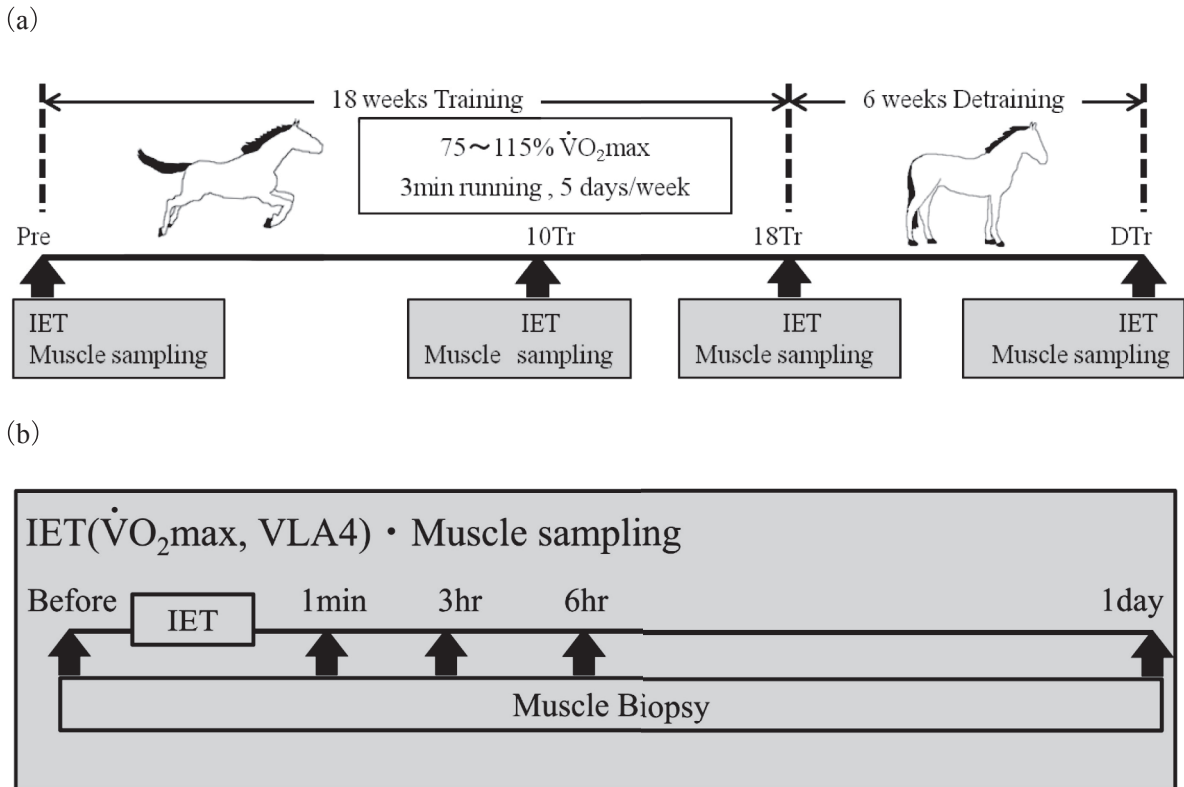 (a)
18 weeks Training
6 weeks Detraining
75～115% V̇O₂max
3min running , 5 days/week
Pre
10Tr
18Tr
DTr
IET
Muscle sampling
IET
Muscle sampling
IET
Muscle sampling
IET
Muscle sampling
(b)
IET(V̇O₂max, VLA4)・Muscle sampling
Before
IET
1min
3hr
6hr
1day
Muscle Biopsy